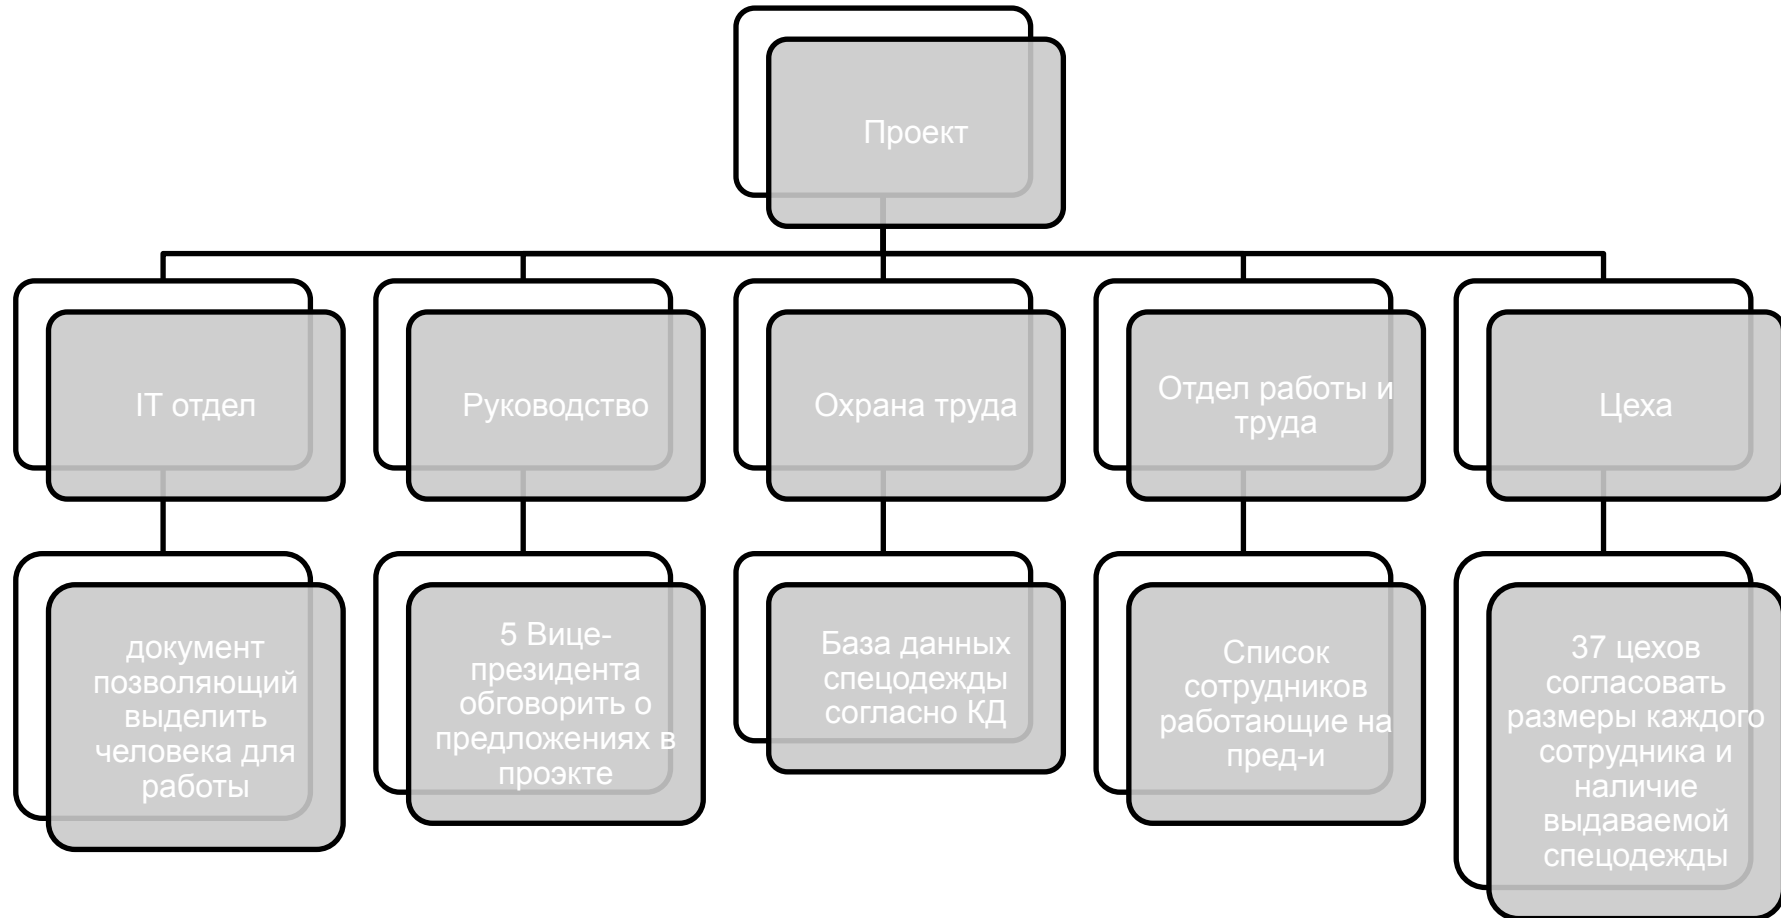 Проект
IT отдел
Руководство
Охрана труда
Отдел работы и
труда
Цеха
документ
позволяющий
выделить
человека для
работы
5 Вице-
президента
обговорить о
предложениях в
проэкте
База данных
спецодежды
согласно КД
Список
сотрудников
работающие на
пред-и
37 цехов
согласовать
размеры каждого
сотрудника и
наличие
выдаваемой
спецодежды